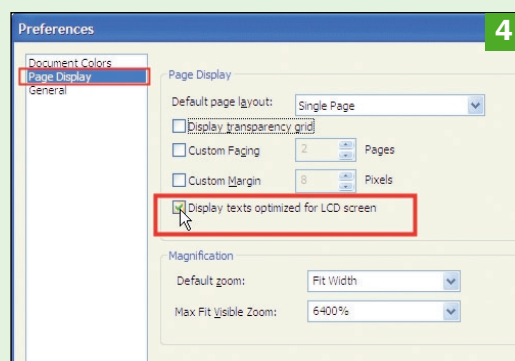 Preferences
4
Document Colors
Page Display
General
Page Display
Default page layout: Single Page
Display transparency grid
Custom Facing 2 Pages
Custom Margin 8 Pixels
Display texts optimized for LCD screen
Magnification
Default zoom: Fit Width
Max Fit Visible Zoom: 6400%